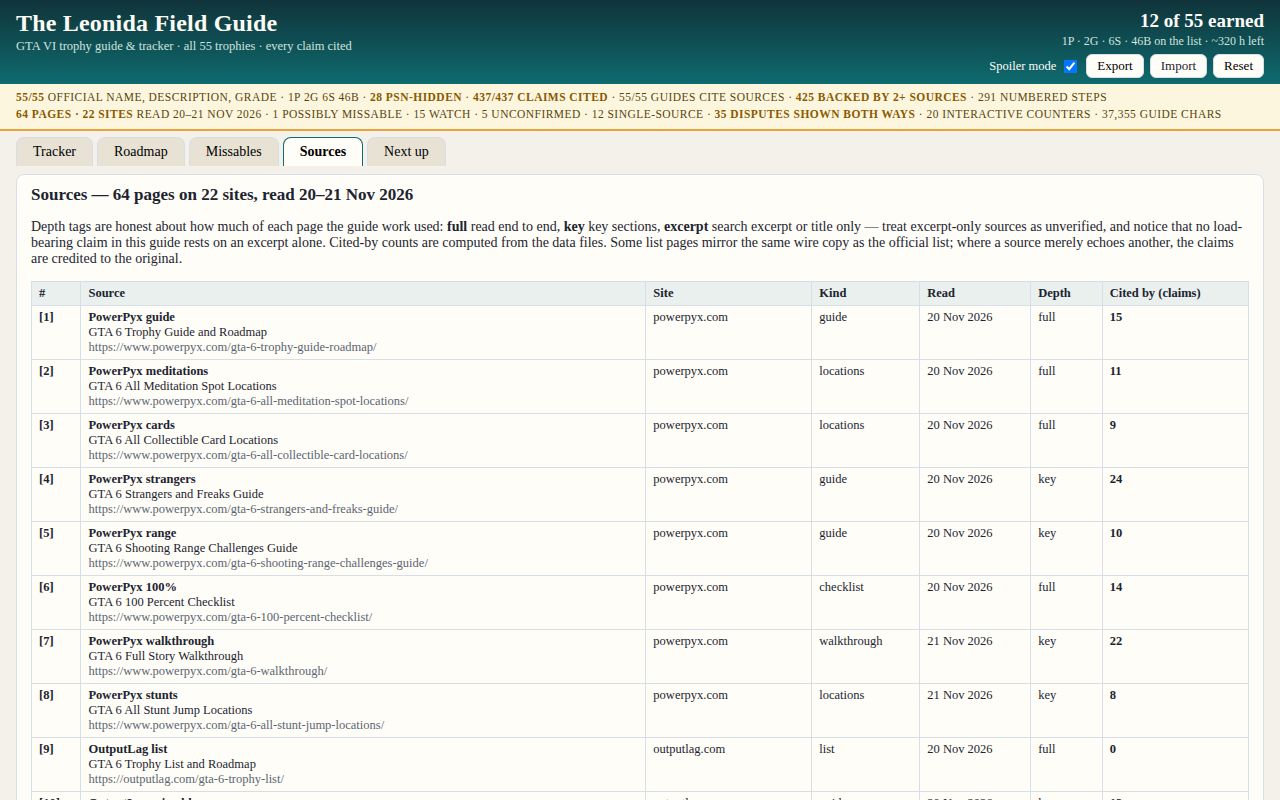 The Leonida Field Guide
GTA VI trophy guide & tracker · all 55 trophies · every claim cited
12 of 55 earned
1P · 2G · 6S · 46B on the list · ~320 h left
Spoiler mode Export Import Reset
55/55 OFFICIAL NAME, DESCRIPTION, GRADE · 1P 2G 6S 46B · 28 PSN-HIDDEN · 437/437 CLAIMS CITED · 55/55 GUIDES CITE SOURCES · 425 BACKED BY 2+ SOURCES · 291 NUMBERED STEPS
64 PAGES · 22 SITES READ 20–21 NOV 2026 · 1 POSSIBLY MISSABLE · 15 WATCH · 5 UNCONFIRMED · 12 SINGLE-SOURCE · 35 DISPUTES SHOWN BOTH WAYS · 20 INTERACTIVE COUNTERS · 37,355 GUIDE CHARS
Tracker Roadmap Missables Sources Next up
Sources — 64 pages on 22 sites, read 20–21 Nov 2026
Depth tags are honest about how much of each page the guide work used: full read end to end, key key sections, excerpt search excerpt or title only — treat excerpt-only sources as unverified, and notice that no load-
bearing claim in this guide rests on an excerpt alone. Cited-by counts are computed from the data files. Some list pages mirror the same wire copy as the official list; where a source merely echoes another, the claims
are credited to the original.
# Source Site Kind Read Depth Cited by (claims)
[1] PowerPyx guide powerpyx.com guide 20 Nov 2026 full 15
GTA 6 Trophy Guide and Roadmap
https://www.powerpyx.com/gta-6-trophy-guide-roadmap/
[2] PowerPyx meditations powerpyx.com locations 20 Nov 2026 full 11
GTA 6 All Meditation Spot Locations
https://www.powerpyx.com/gta-6-all-meditation-spot-locations/
[3] PowerPyx cards powerpyx.com locations 20 Nov 2026 full 9
GTA 6 All Collectible Card Locations
https://www.powerpyx.com/gta-6-all-collectible-card-locations/
[4] PowerPyx strangers powerpyx.com guide 20 Nov 2026 key 24
GTA 6 Strangers and Freaks Guide
https://www.powerpyx.com/gta-6-strangers-and-freaks-guide/
[5] PowerPyx range powerpyx.com guide 20 Nov 2026 key 10
GTA 6 Shooting Range Challenges Guide
https://www.powerpyx.com/gta-6-shooting-range-challenges-guide/
[6] PowerPyx 100% powerpyx.com checklist 20 Nov 2026 full 14
GTA 6 100 Percent Checklist
https://www.powerpyx.com/gta-6-100-percent-checklist/
[7] PowerPyx walkthrough powerpyx.com walkthrough 21 Nov 2026 key 22
GTA 6 Full Story Walkthrough
https://www.powerpyx.com/gta-6-walkthrough/
[8] PowerPyx stunts powerpyx.com locations 21 Nov 2026 key 8
GTA 6 All Stunt Jump Locations
https://www.powerpyx.com/gta-6-all-stunt-jump-locations/
[9] OutputLag list outputlag.com list 20 Nov 2026 full 0
GTA 6 Trophy List and Roadmap
https://outputlag.com/gta-6-trophy-list/